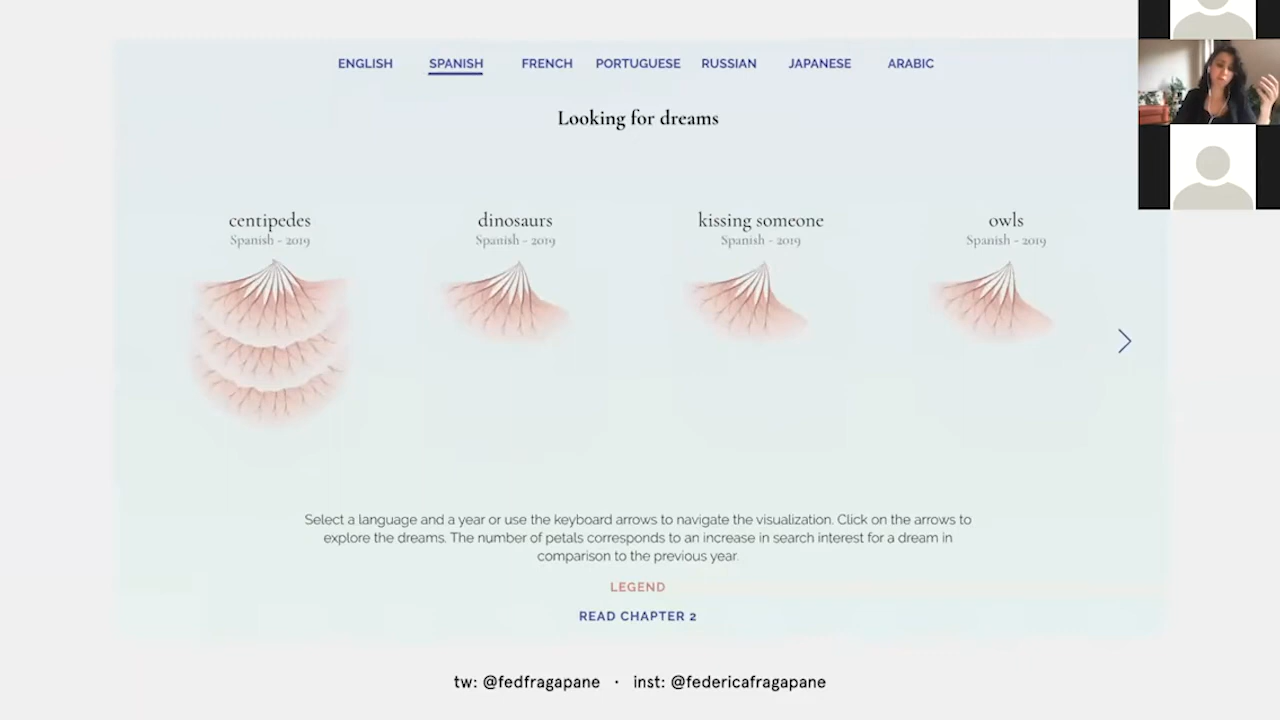 ENGLISH SPANISH FRENCH PORTUGUESE RUSSIAN JAPANESE ARABIC
Looking for dreams
centipedes dinosaurs kissing someone owls
Spanish - 2019 Spanish - 2019 Spanish - 2019 Spanish - 2019
Select a language and a year or use the keyboard arrows to navigate the visualization. Click on the arrows to
explore the dreams. The number of petals corresponds to an increase in search interest for a dream in
comparison to the previous year.
LEGEND
READ CHAPTER 2
tw: @fedfragapane · inst: @federicafragapane